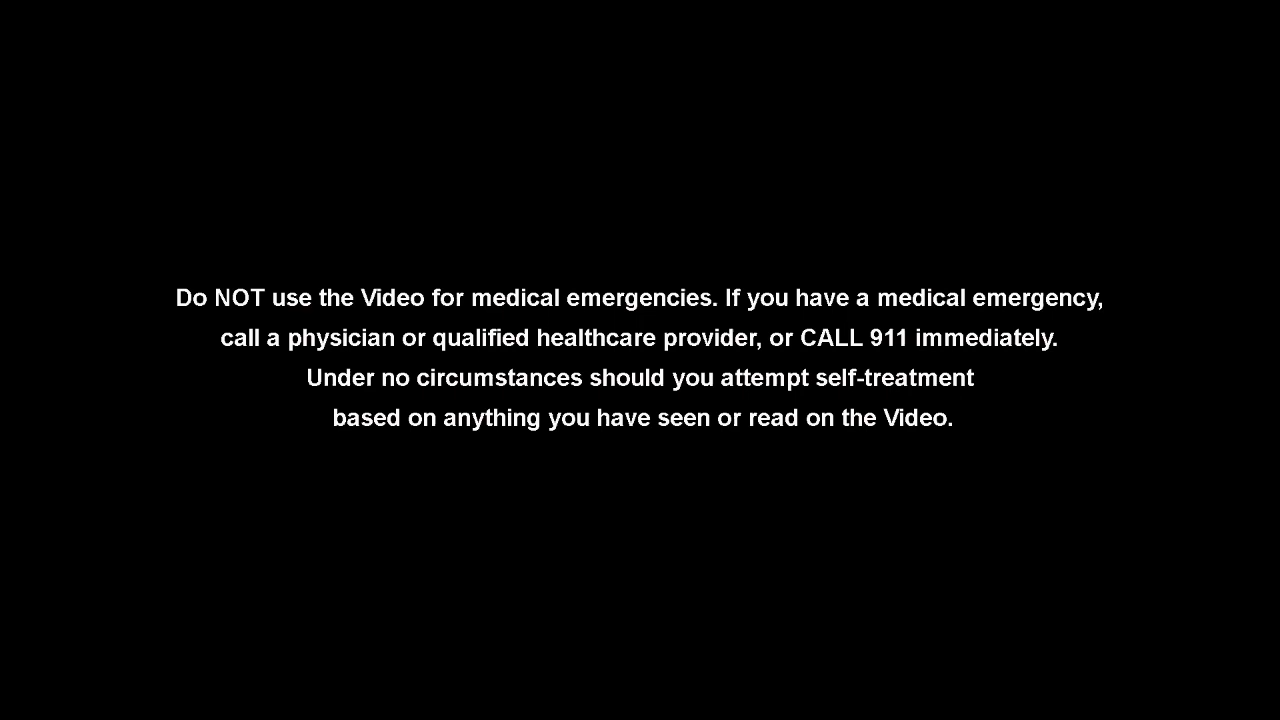 Do NOT use the Video for medical emergencies. If you have a medical emergency,
call a physician or qualified healthcare provider, or CALL 911 immediately.
Under no circumstances should you attempt self-treatment
based on anything you have seen or read on the Video.